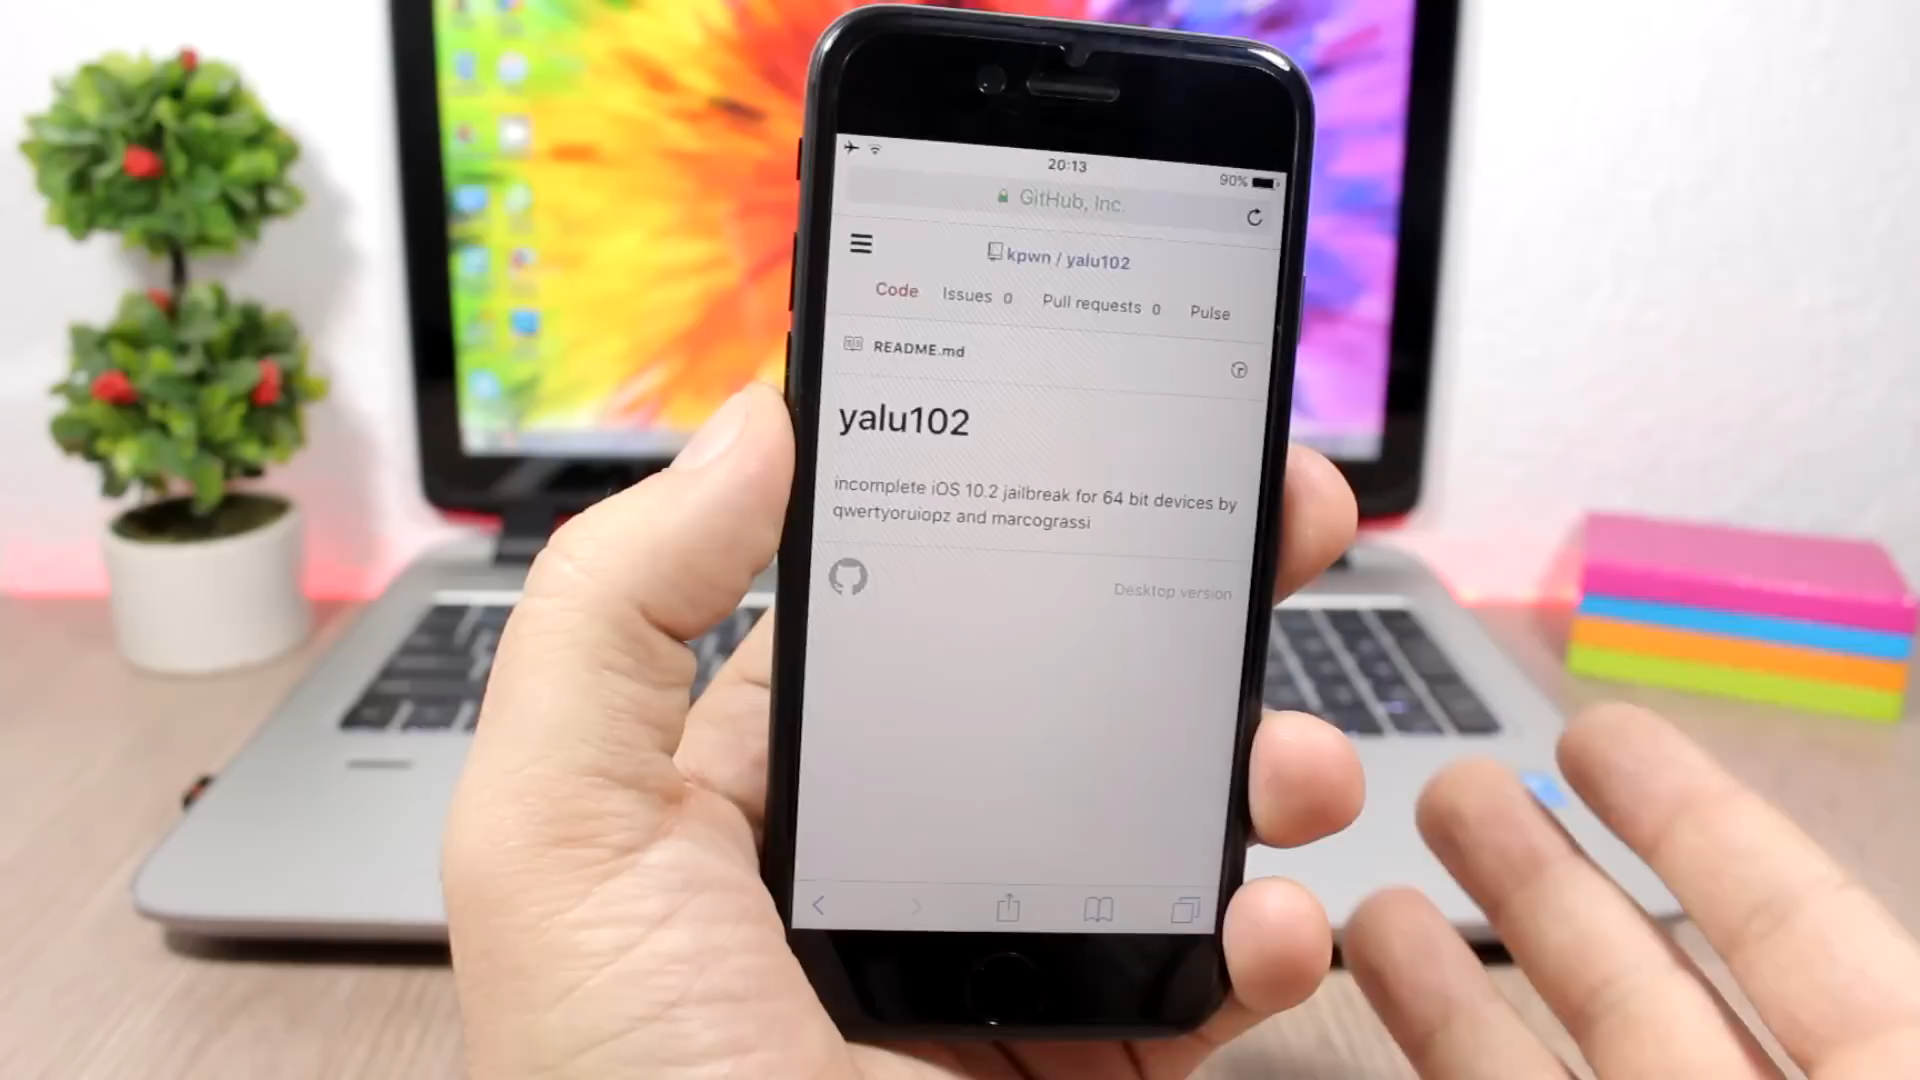 20:13
90%
GitHub, Inc.
kpwn / yalu102
Code Issues 0 Pull requests 0 Pulse
README.md
yalu102
incomplete iOS 10.2 jailbreak for 64 bit devices by
qwertyoruiopz and marcograssi
Desktop version